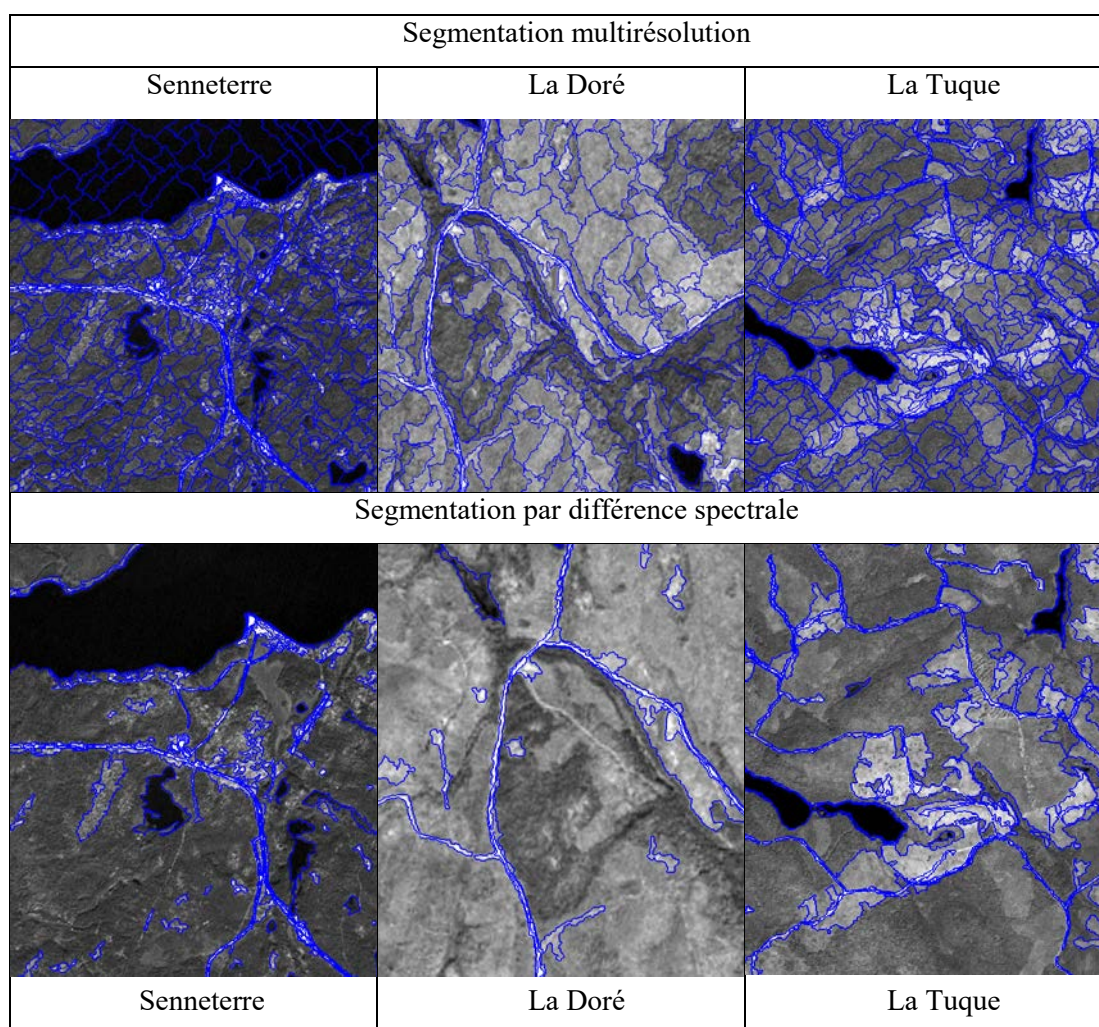 Segmentation multirésolution
Senneterre
La Doré
La Tuque
Segmentation par différence spectrale
Senneterre
La Doré
La Tuque